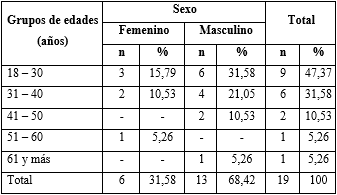 Grupos de edades (años) Sexo Total
Femenino Masculino
n % n % n %
18 – 30 3 15,79 6 31,58 9 47,37
31 – 40 2 10,53 4 21,05 6 31,58
41 – 50 - - 2 10,53 2 10,53
51 – 60 1 5,26 - - 1 5,26
61 y más - - 1 5,26 1 5,26
Total 6 31,58 13 68,42 19 100